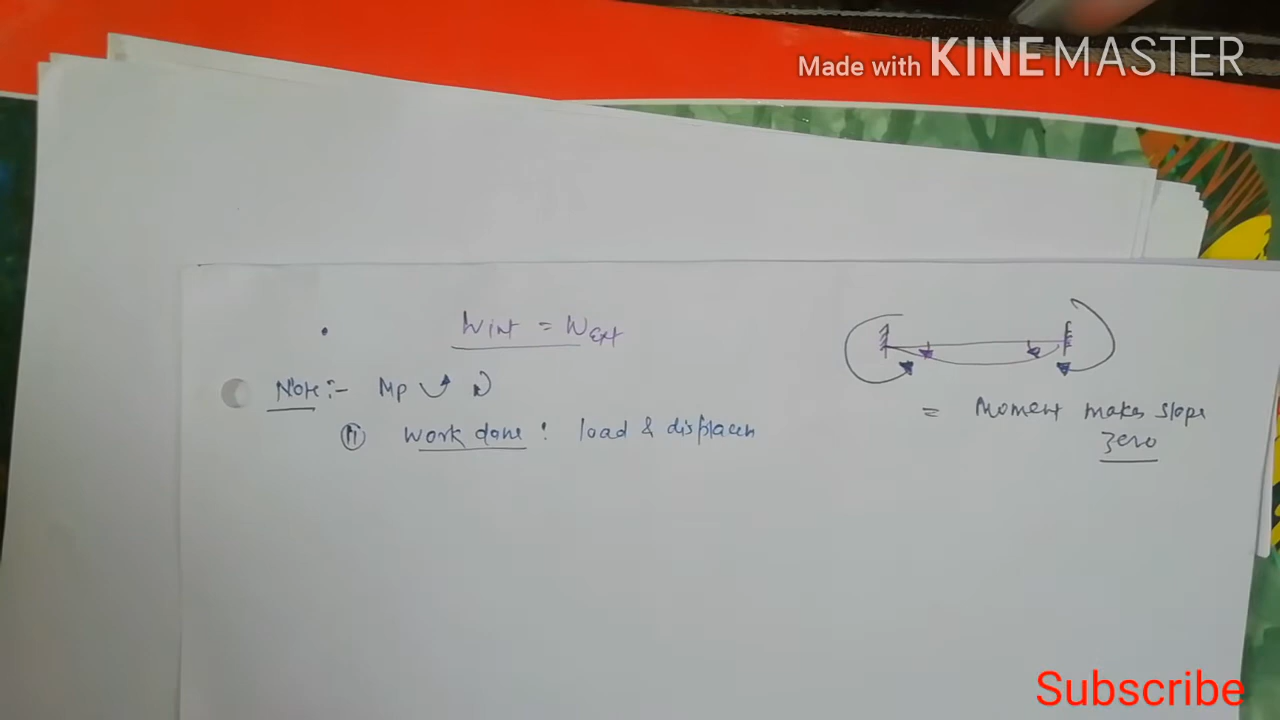 Made with KINEMASTER
Wint = WExt
Note:- Mp
(ii) Work done : load & displacem
= Moment makes slope
zero
Subscribe